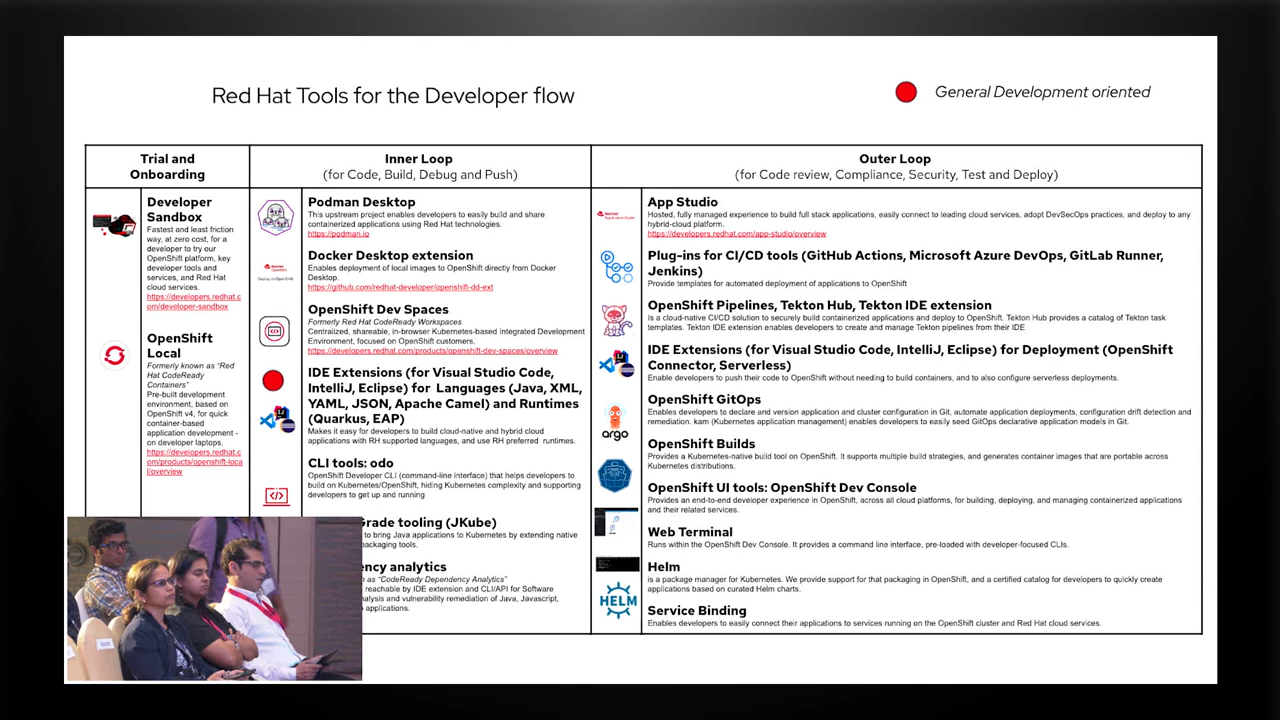 Red Hat Tools for the Developer flow
General Development oriented
Trial and
Onboarding
Developer
Sandbox
Fastest and least friction
way, at zero cost, for a
developer to try our
OpenShift platform, key
developer tools and
services, and Red Hat
cloud services.
https://developers.redhat.c
om/developer-sandbox
OpenShift
Local
Formerly known as "Red
Hat CodeReady
Containers"
Pre-built development
environment, based on
OpenShift v4, for quick
container-based
application development -
on developer laptops.
https://developers.redhat.c
om/products/openshift-loca
l/overview
Inner Loop
(for Code, Build, Debug and Push)
Podman Desktop
This upstream project enables developers to easily build and share
containerized applications using Red Hat technologies.
https://podman.io
Docker Desktop extension
Enables deployment of local images to OpenShift directly from Docker
Desktop.
https://github.com/redhat-developer/openshift-dd-ext
OpenShift Dev Spaces
Formerly Red Hat CodeReady Workspaces
Centralized, shareable, in-browser Kubernetes-based Integrated Development
Environment, focused on OpenShift customers.
https://developers.redhat.com/products/openshift-dev-spaces/overview
IDE Extensions (for Visual Studio Code,
IntelliJ, Eclipse) for Languages (Java, XML,
YAML, JSON, Apache Camel) and Runtimes
(Quarkus, EAP)
Makes it easy for developers to build cloud-native and hybrid cloud
applications with RH supported languages, and use RH preferred runtimes.
CLI tools: odo
OpenShift Developer CLI (command-line interface) that helps developers to
build on Kubernetes/OpenShift, hiding Kubernetes complexity and supporting
developers to get up and running
Grade tooling (JKube)
to bring Java applications to Kubernetes by extending native
packaging tools.
ency analytics
as "CodeReady Dependency Analytics"
reachable by IDE extension and CLI/API for Software
nalysis and vulnerability remediation of Java, Javascript,
applications.
Outer Loop
(for Code review, Compliance, Security, Test and Deploy)
App Studio
Hosted, fully managed experience to build full stack applications, easily connect to leading cloud services, adopt DevSecOps practices, and deploy to any
hybrid-cloud platform.
https://developers.redhat.com/app-studio/overview
Plug-ins for CI/CD tools (GitHub Actions, Microsoft Azure DevOps, GitLab Runner,
Jenkins)
Provide templates for automated deployment of applications to OpenShift
OpenShift Pipelines, Tekton Hub, Tekton IDE extension
Is a cloud-native CI/CD solution to securely build containerized applications and deploy to OpenShift. Tekton Hub provides a catalog of Tekton task
templates. Tekton IDE extension enables developers to create and manage Tekton pipelines from their IDE
IDE Extensions (for Visual Studio Code, IntelliJ, Eclipse) for Deployment (OpenShift
Connector, Serverless)
Enable developers to push their code to OpenShift without needing to build containers, and to also configure serverless deployments.
OpenShift GitOps
Enables developers to declare and version application and cluster configuration in Git, automate application deployments, configuration drift detection and
remediation. kam (Kubernetes application management) enables developers to easily seed GitOps declarative application models in Git.
argo
OpenShift Builds
Provides a Kubernetes-native build tool on OpenShift. It supports multiple build strategies, and generates container images that are portable across
Kubernetes distributions.
OpenShift UI tools: OpenShift Dev Console
Provides an end-to-end developer experience in OpenShift, across all cloud platforms, for building, deploying, and managing containerized applications
and their related services.
Web Terminal
Runs within the OpenShift Dev Console. It provides a command line interface, pre-loaded with developer-focused CLIs.
Helm
is a package manager for Kubernetes. We provide support for that packaging in OpenShift, and a certified catalog for developers to quickly create
applications based on curated Helm charts.
HELM
Service Binding
Enables developers to easily connect their applications to services running on the OpenShift cluster and Red Hat cloud services.